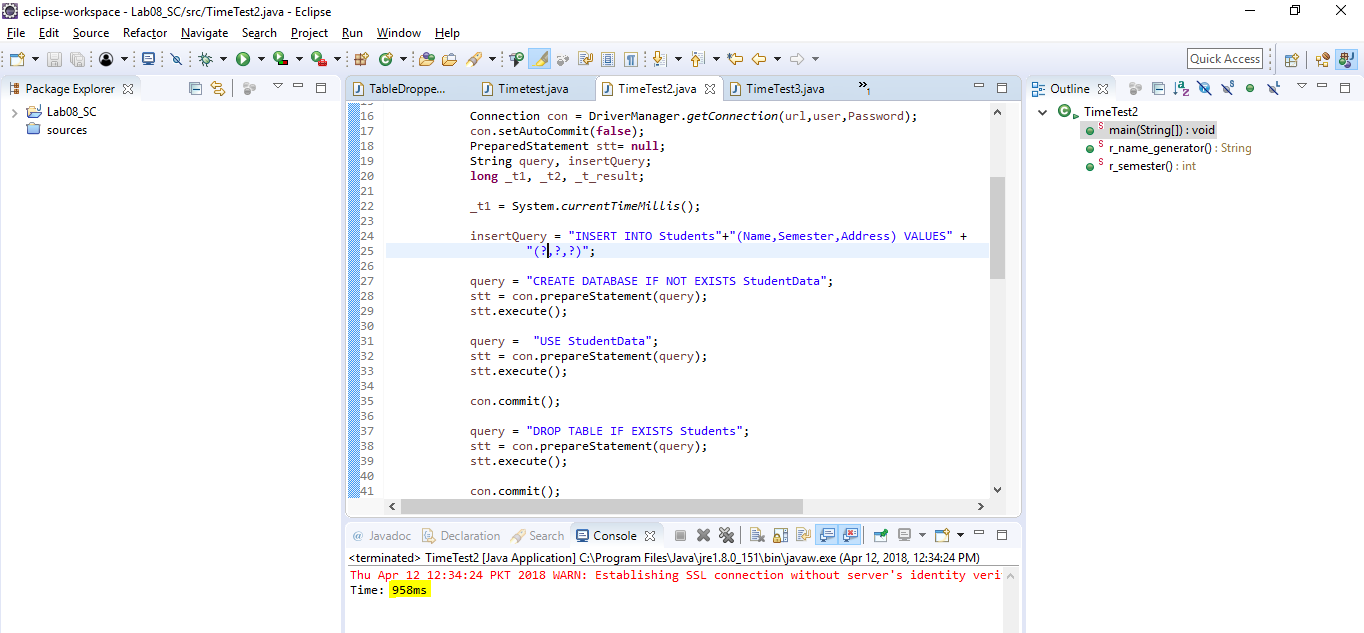 eclipse-workspace - Lab08_SC/src/TimeTest2.java - Eclipse
File Edit Source Refactor Navigate Search Project Run Window Help
Quick Access
Package Explorer
Lab08_SC
sources
TableDroppe... Timetest.java TimeTest2.java TimeTest3.java »1
16 Connection con = DriverManager.getConnection(url,user,Password);
17 con.setAutoCommit(false);
18 PreparedStatement stt= null;
19 String query, insertQuery;
20 long _t1, _t2, _t_result;
21
22 _t1 = System.currentTimeMillis();
23
24 insertQuery = "INSERT INTO Students"+"(Name,Semester,Address) VALUES" +
25 "(?,?,?)";
26
27 query = "CREATE DATABASE IF NOT EXISTS StudentData";
28 stt = con.prepareStatement(query);
29 stt.execute();
30
31 query =  "USE StudentData";
32 stt = con.prepareStatement(query);
33 stt.execute();
34
35 con.commit();
36
37 query = "DROP TABLE IF EXISTS Students";
38 stt = con.prepareStatement(query);
39 stt.execute();
40
41 con.commit();
Outline
TimeTest2
main(String[]) : void
r_name_generator() : String
r_semester() : int
@ Javadoc Declaration Search Console
<terminated> TimeTest2 [Java Application] C:\Program Files\Java\jre1.8.0_151\bin\javaw.exe (Apr 12, 2018, 12:34:24 PM)
Thu Apr 12 12:34:24 PKT 2018 WARN: Establishing SSL connection without server's identity veri
Time: 958ms